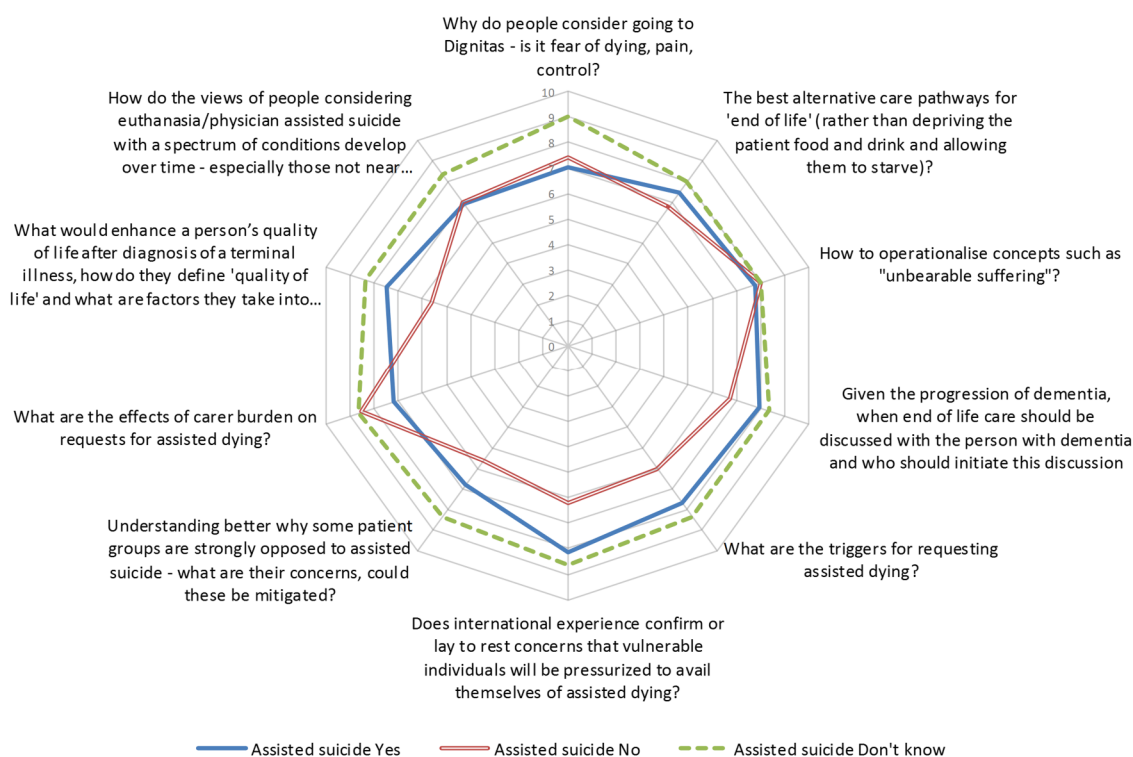 Why do people consider going to
Dignitas - is it fear of dying, pain,
control?
How do the views of people considering
euthanasia/physician assisted suicide
with a spectrum of conditions develop
over time - especially those not near...
The best alternative care pathways for
'end of life' (rather than depriving the
patient food and drink and allowing
them to starve)?
10
9
8
7
6
5
4
3
2
1
0
What would enhance a person’s quality
of life after diagnosis of a terminal
illness, how do they define 'quality of
life' and what are factors they take into...
How to operationalise concepts such as
"unbearable suffering"?
What are the effects of carer burden on
requests for assisted dying?
Given the progression of dementia,
when end of life care should be
discussed with the person with dementia
and who should initiate this discussion
Understanding better why some patient
groups are strongly opposed to assisted
suicide - what are their concerns, could
these be mitigated?
What are the triggers for requesting
assisted dying?
Does international experience confirm or
lay to rest concerns that vulnerable
individuals will be pressurized to avail
themselves of assisted dying?
Assisted suicide Yes
Assisted suicide No
Assisted suicide Don't know